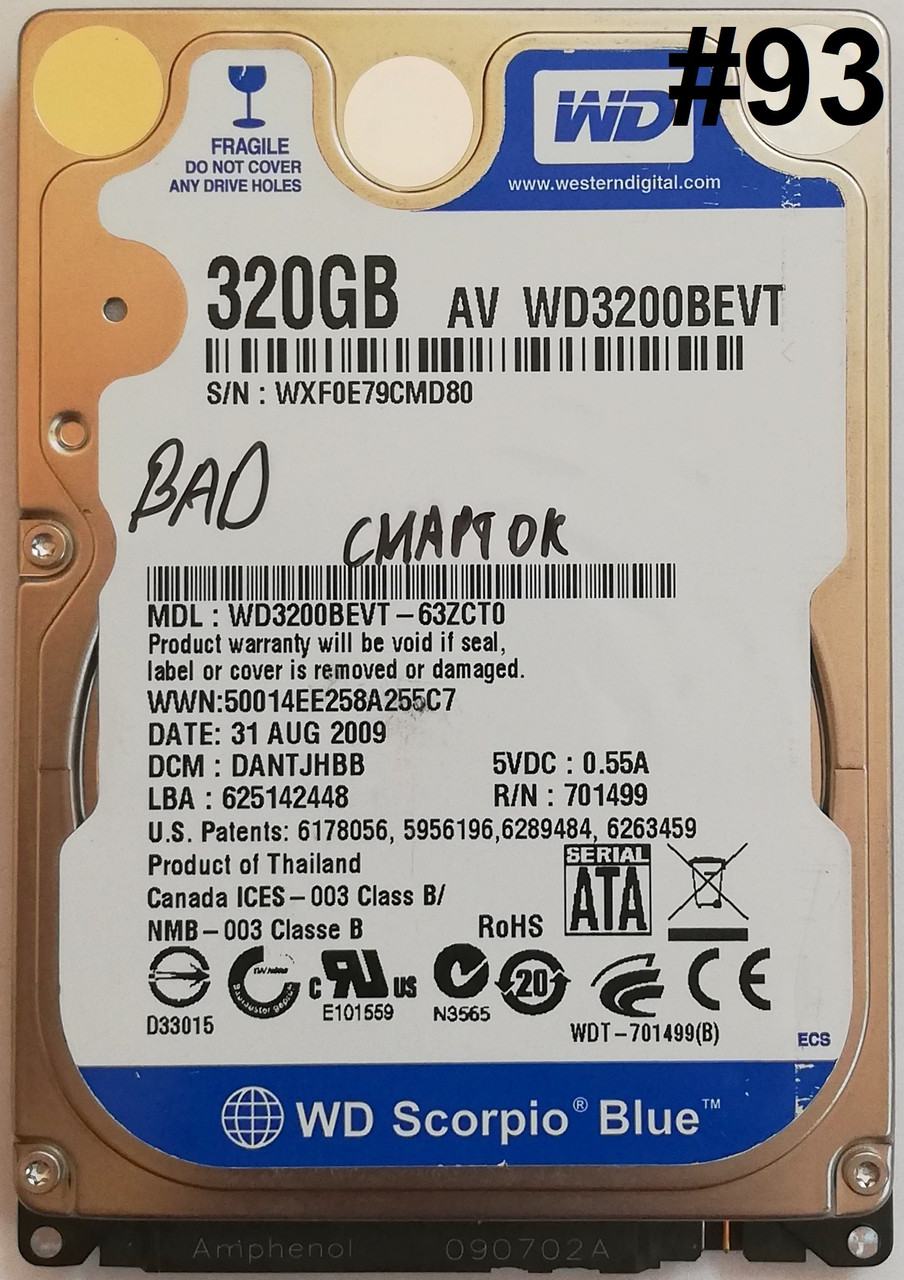 #93
WD
FRAGILE
DO NOT COVER
ANY DRIVE HOLES
www.westerndigital.com
320GB AV WD3200BEVT
S/N : WXF0E79CMD80
BAD
СМАРТ OK
MDL : WD3200BEVT-63ZCT0
Product warranty will be void if seal,
label or cover is removed or damaged.
WWN:50014EE258A255C7
DATE: 31 AUG 2009
DCM : DANTJHBB 5VDC : 0.55A
LBA : 625142448 R/N : 701499
U.S. Patents: 6178056, 5956196,6289484, 6263459
Product of Thailand
Canada ICES-003 Class B/
NMB-003 Classe B RoHS
SERIAL
ATA
D33015
c US
E101559
N3565
20
CE
WDT-701499(B)
ECS
WD Scorpio® Blue™
Amphenol 090702A